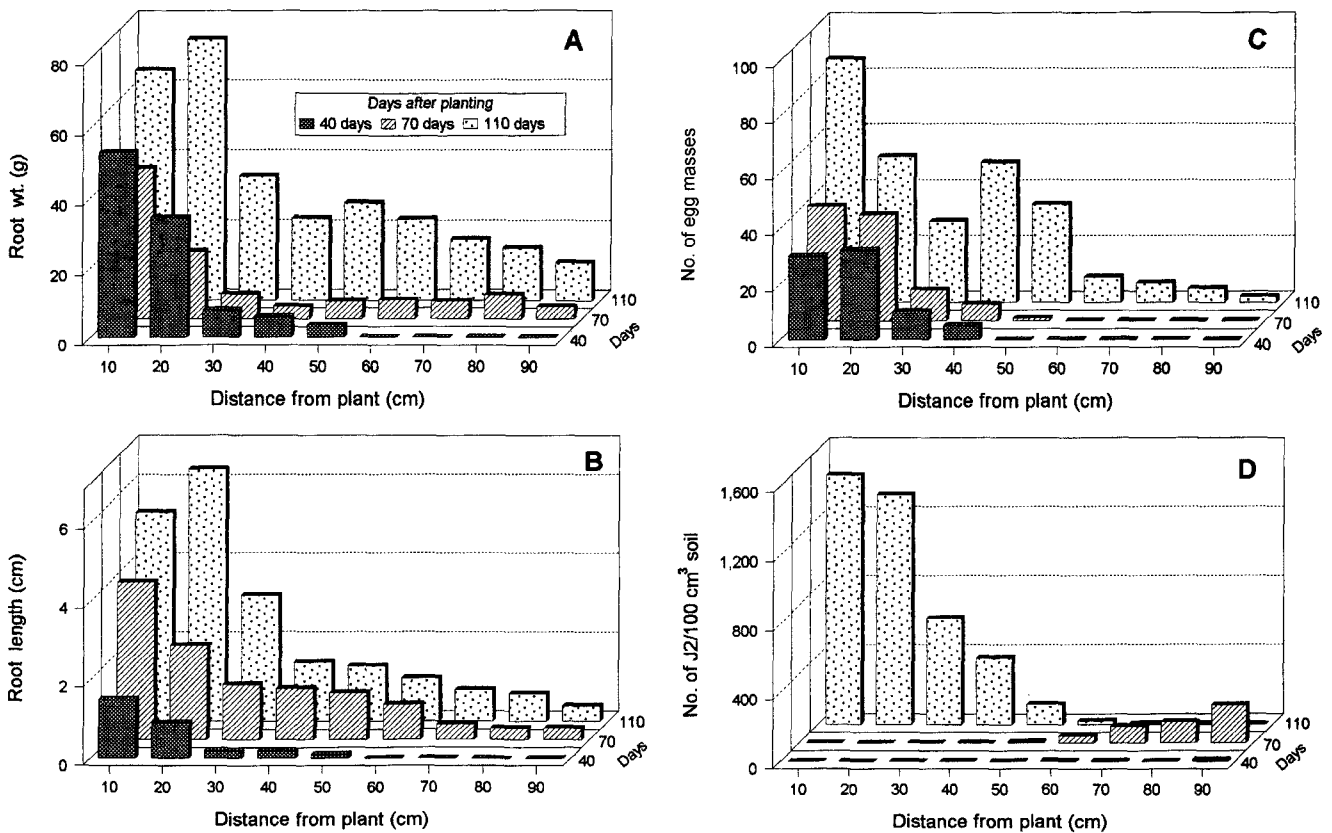 A
80
60
40
20
0
Root wt. (g)
Days after planting
40 days 70 days 110 days
110
70
40
Days
10 20 30 40 50 60 70 80 90
Distance from plant (cm)
C
100
80
60
40
20
0
No. of egg masses
110
70
40
Days
10 20 30 40 50 60 70 80 90
Distance from plant (cm)
B
6
4
2
0
Root length (cm)
110
70
40
Days
10 20 30 40 50 60 70 80 90
Distance from plant (cm)
D
1,600
1,200
800
400
0
No. of J2/100 cm³ soil
110
70
40
Days
10 20 30 40 50 60 70 80 90
Distance from plant (cm)